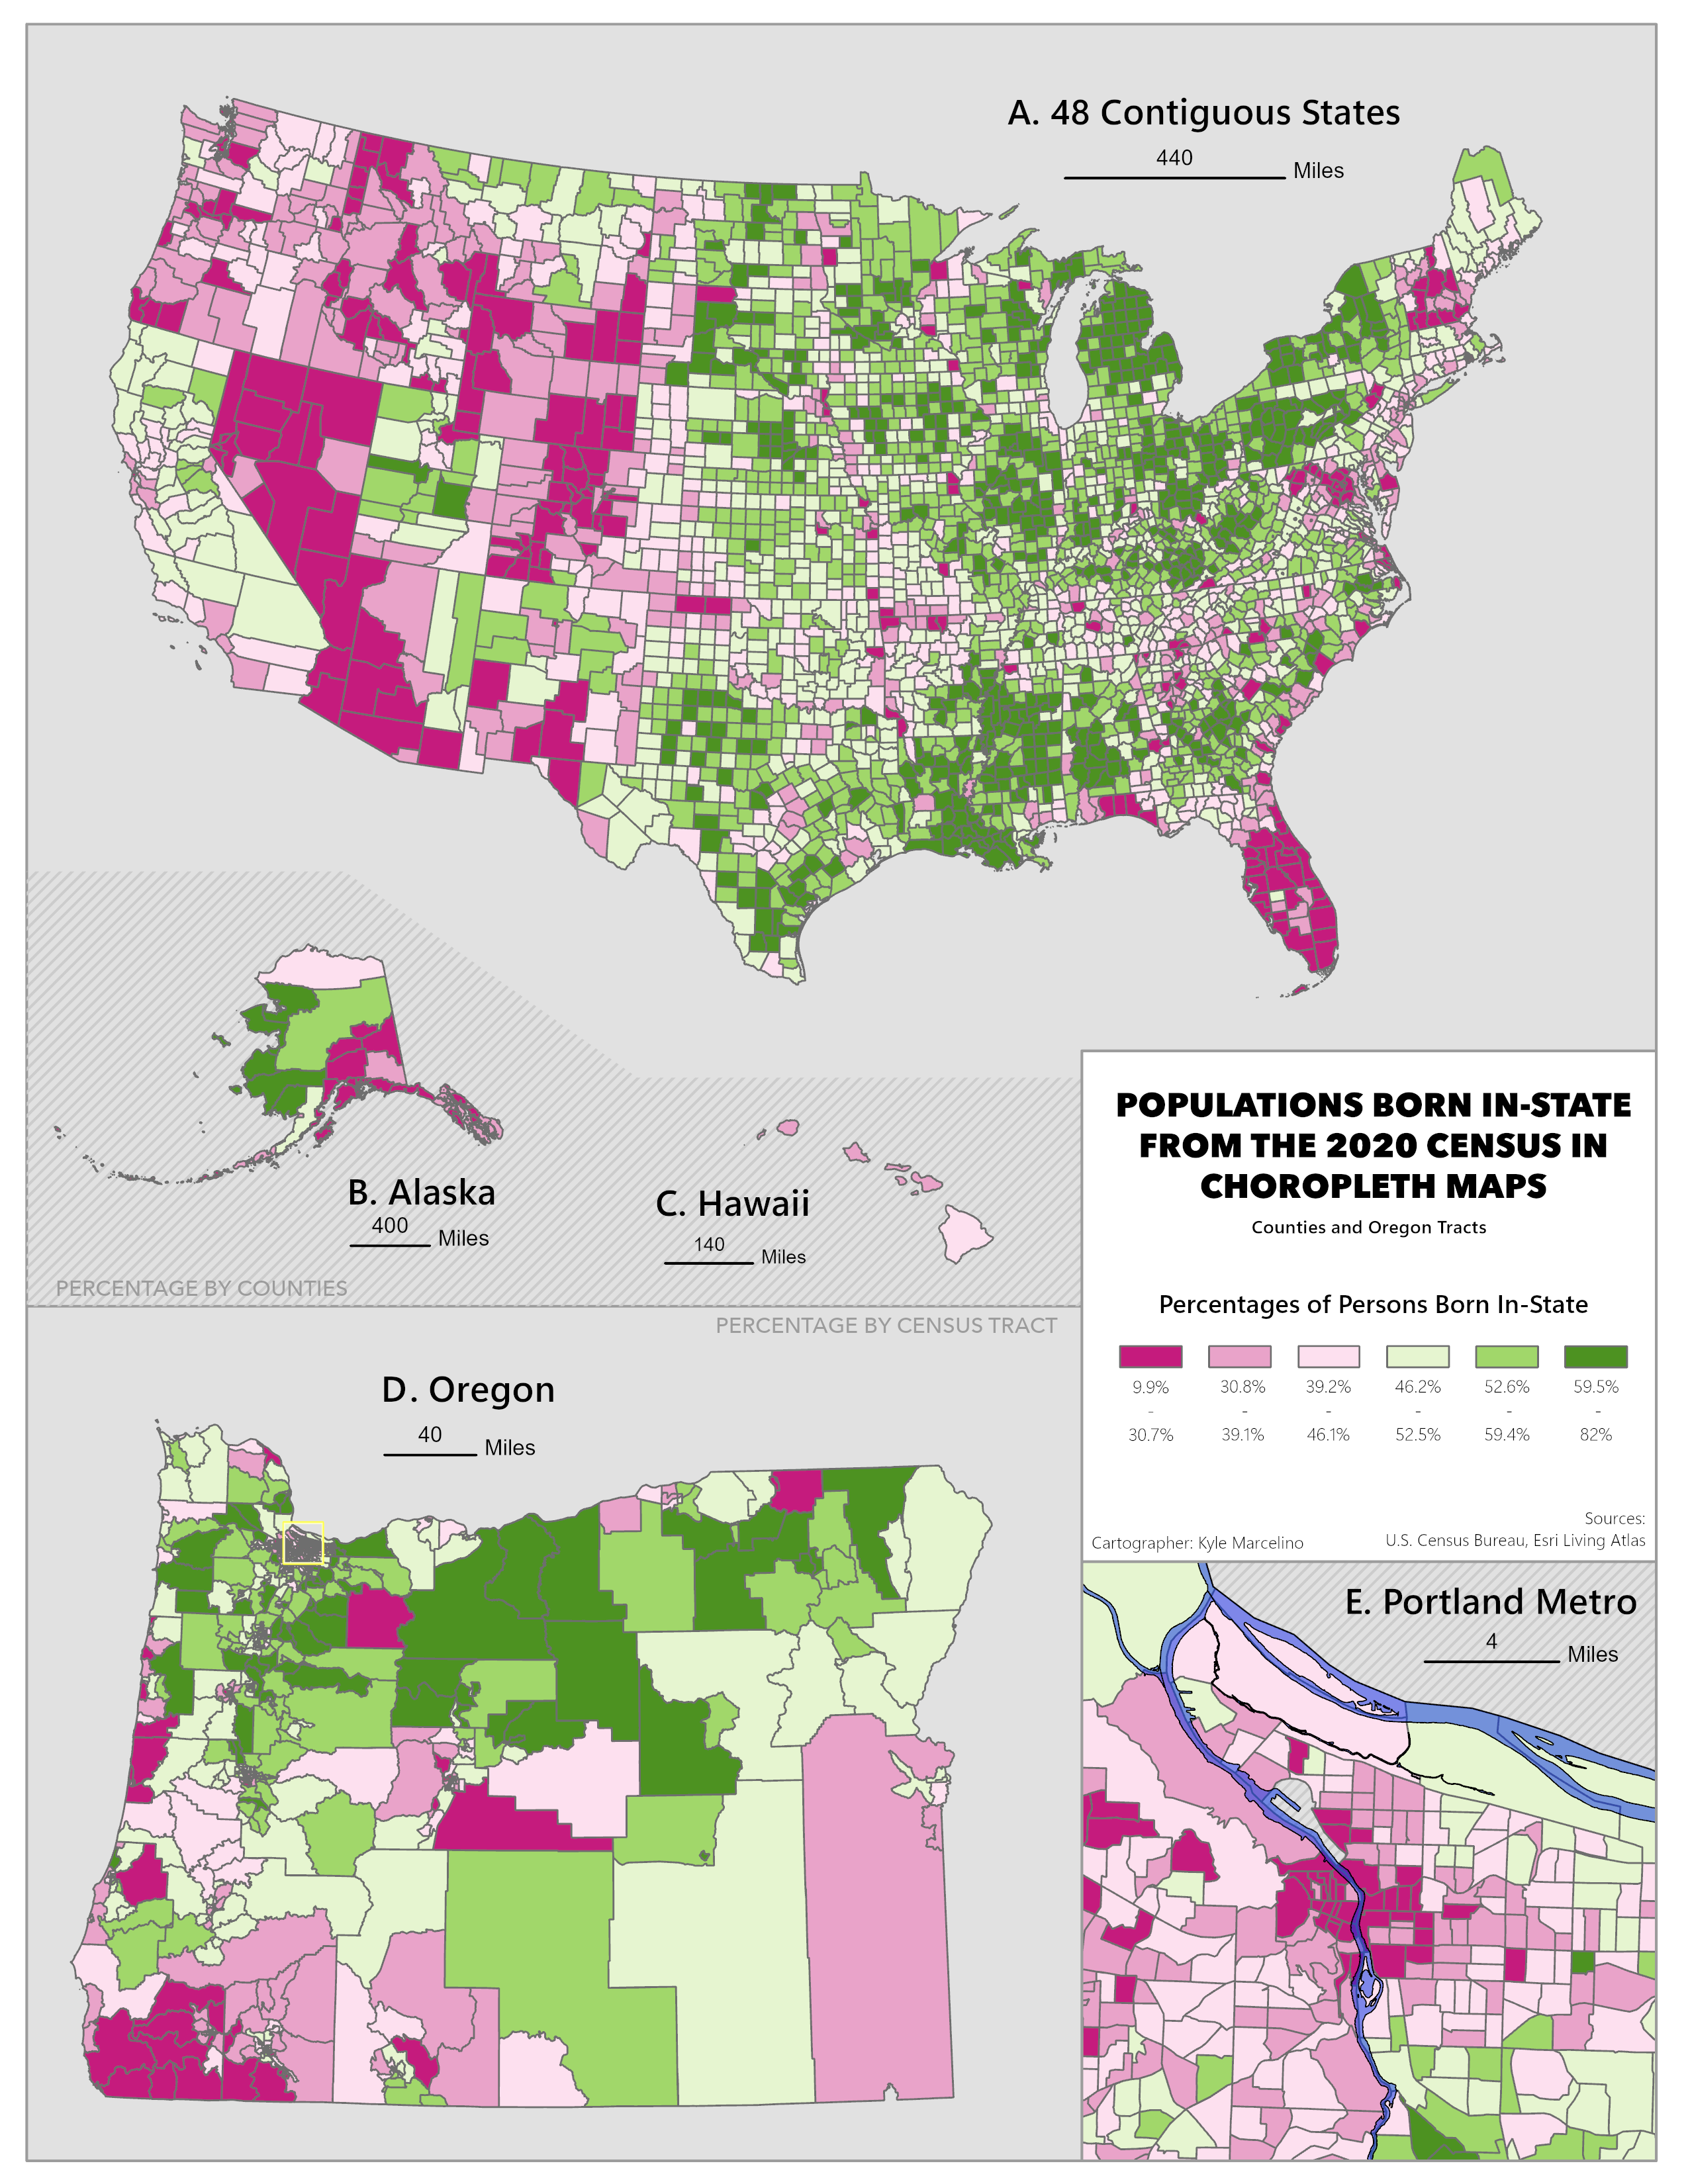 A. 48 Contiguous States
440
Miles
B. Alaska
400
Miles
C. Hawaii
140
Miles
PERCENTAGE BY COUNTIES
POPULATIONS BORN IN-STATE
FROM THE 2020 CENSUS IN
CHOROPLETH MAPS
Counties and Oregon Tracts
Percentages of Persons Born In-State
9.9% 30.8% 39.2% 46.2% 52.6% 59.5%
- - - - - -
30.7% 39.1% 46.1% 52.5% 59.4% 82%
Sources:
Cartographer: Kyle Marcelino U.S. Census Bureau, Esri Living Atlas
PERCENTAGE BY CENSUS TRACT
D. Oregon
40
Miles
E. Portland Metro
4
Miles